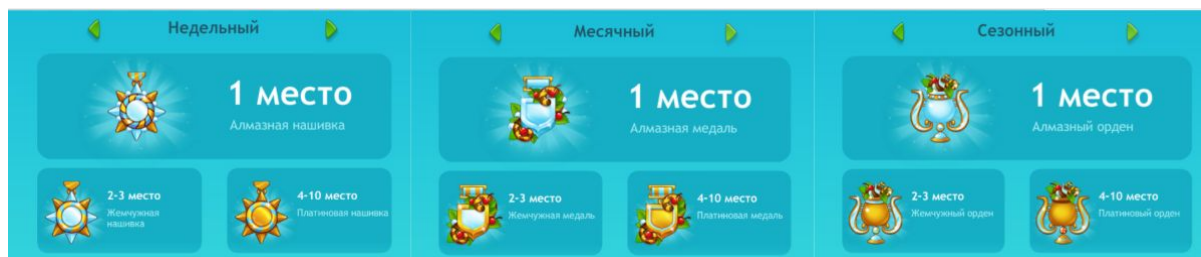 Недельный
1 место
Алмазная нашивка
2-3 место
Жемчужная
нашивка
4-10 место
Платиновая нашивка
Месячный
1 место
Алмазная медаль
2-3 место
Жемчужная медаль
4-10 место
Платиновая медаль
Сезонный
1 место
Алмазный орден
2-3 место
Жемчужный орден
4-10 место
Платиновый орден